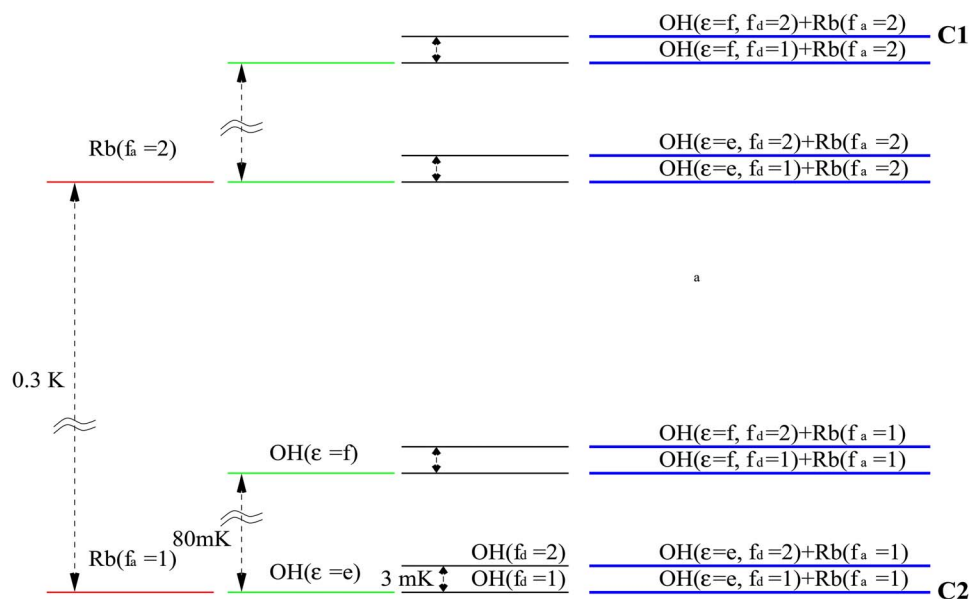 OH(ε=f, fd=2)+Rb(fa=2) C1
OH(ε=f, fd=1)+Rb(fa=2)
Rb(fa=2)
OH(ε=e, fd=2)+Rb(fa=2)
OH(ε=e, fd=1)+Rb(fa=2)
a
0.3 K
OH(ε=f, fd=2)+Rb(fa=1)
OH(ε=f) OH(ε=f, fd=1)+Rb(fa=1)
80mK
Rb(fa=1) OH(fd=2) OH(ε=e, fd=2)+Rb(fa=1)
OH(ε=e) 3 mK OH(fd=1) OH(ε=e, fd=1)+Rb(fa=1) C2